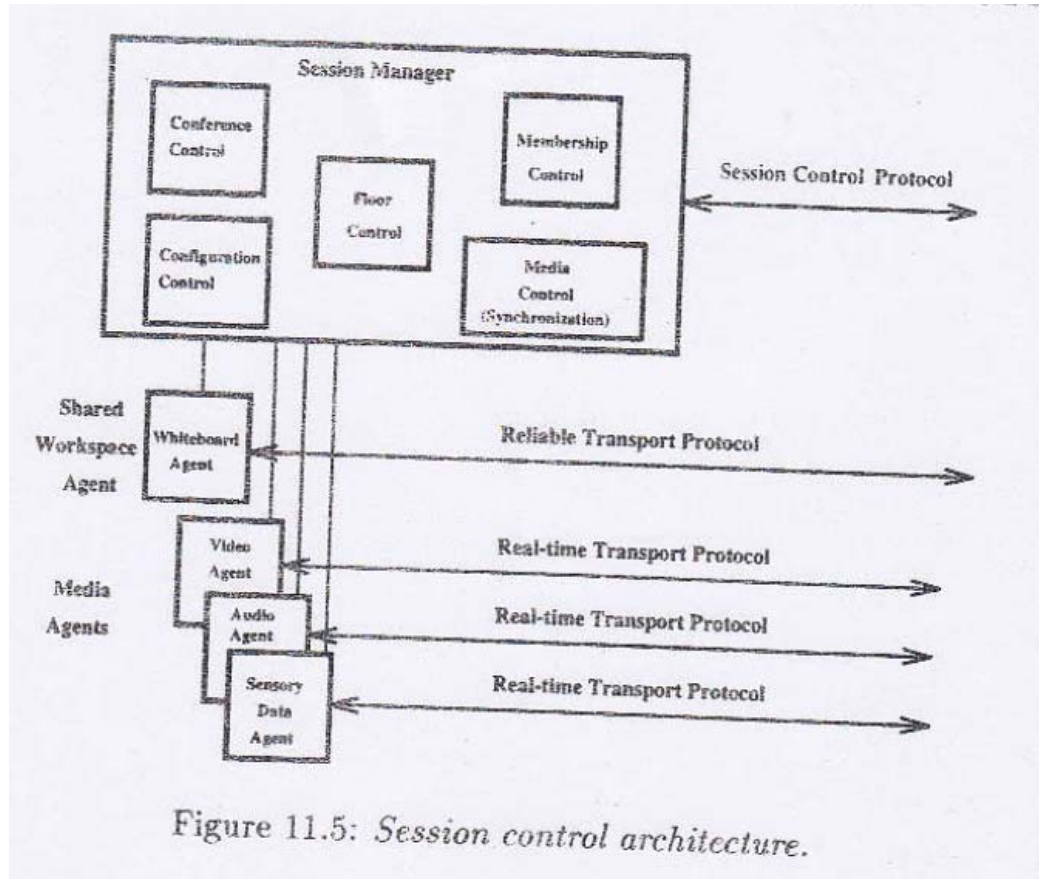 Session Manager
Conference
Control
Membership
Control
Floor
Control
Session Control Protocol
Configuration
Control
Media
Control
(Synchronization)
Shared
Workspace
Agent
Whiteboard
Agent
Reliable Transport Protocol
Video
Agent
Real-time Transport Protocol
Media
Agents
Audio
Agent
Real-time Transport Protocol
Sensory
Data
Agent
Real-time Transport Protocol
Figure 11.5: Session control architecture.